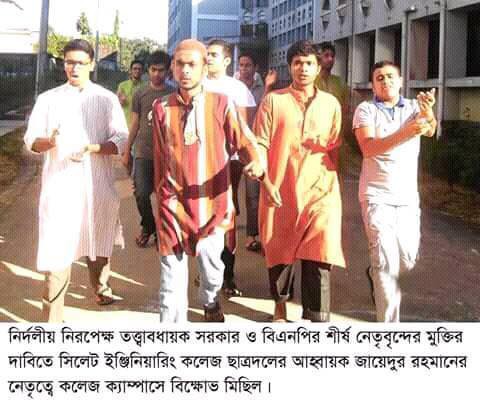 নির্দলীয় নিরপেক্ষ তত্ত্বাবধায়ক সরকার ও বিএনপির শীর্ষ নেতৃবৃন্দের মুক্তির
দাবিতে সিলেট ইঞ্জিনিয়ারিং কলেজ ছাত্রদলের আহ্বায়ক জায়েদুর রহমানের
নেতৃত্বে কলেজ ক্যাম্পাসে বিক্ষোভ মিছিল।